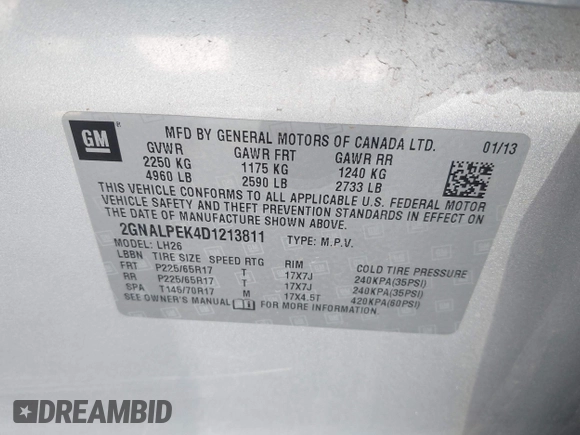 GM
MFD BY GENERAL MOTORS OF CANADA LTD. 01/13
GVWR GAWR FRT GAWR RR
2250 KG 1175 KG 1240 KG
4960 LB 2590 LB 2733 LB
THIS VEHICLE CONFORMS TO ALL APPLICABLE U.S. FEDERAL MOTOR
VEHICLE SAFETY AND THEFT PREVENTION STANDARDS IN EFFECT ON
THE DATE OF MANUFACTURE SHOWN ABOVE.
2GNALPEK4D1213811 TYPE: M.P.V.
MODEL: LH26
LBBN TIRE SIZE SPEED RTG RIM COLD TIRE PRESSURE
FRT P225/65R17 T 17X7J 240KPA(35PSI)
RR P225/65R17 T 17X7J 240KPA(35PSI)
SPA T145/70R17 M 17X4.5T 420KPA(60PSI)
SEE OWNER'S MANUAL FOR MORE INFORMATION.
DREAMBID